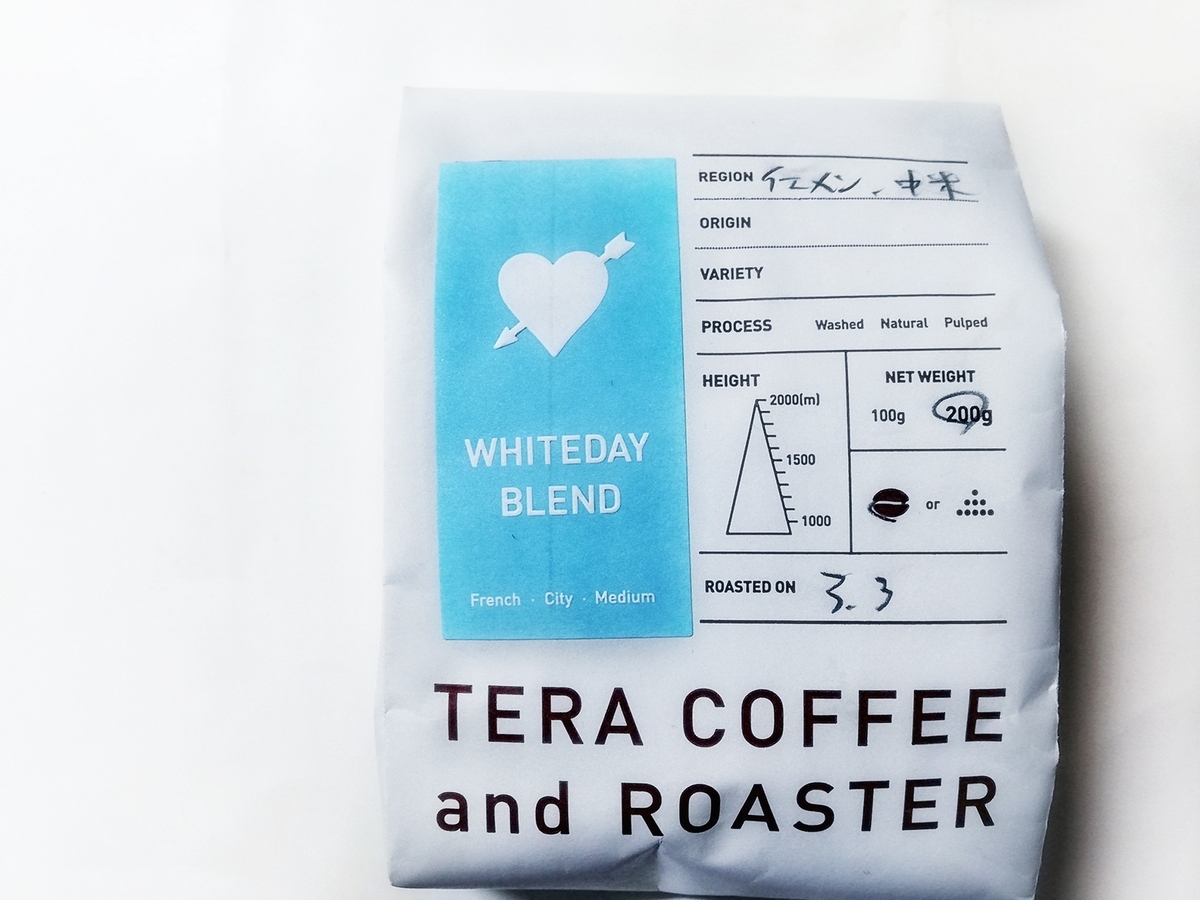 WHITEDAY
BLEND
French · City · Medium
REGION イエメン、中米
ORIGIN
VARIETY
PROCESS Washed Natural Pulped
HEIGHT
2000(m)
1500
1000
NET WEIGHT
100g 200g
or
ROASTED ON 3.3
TERA COFFEE
and ROASTER